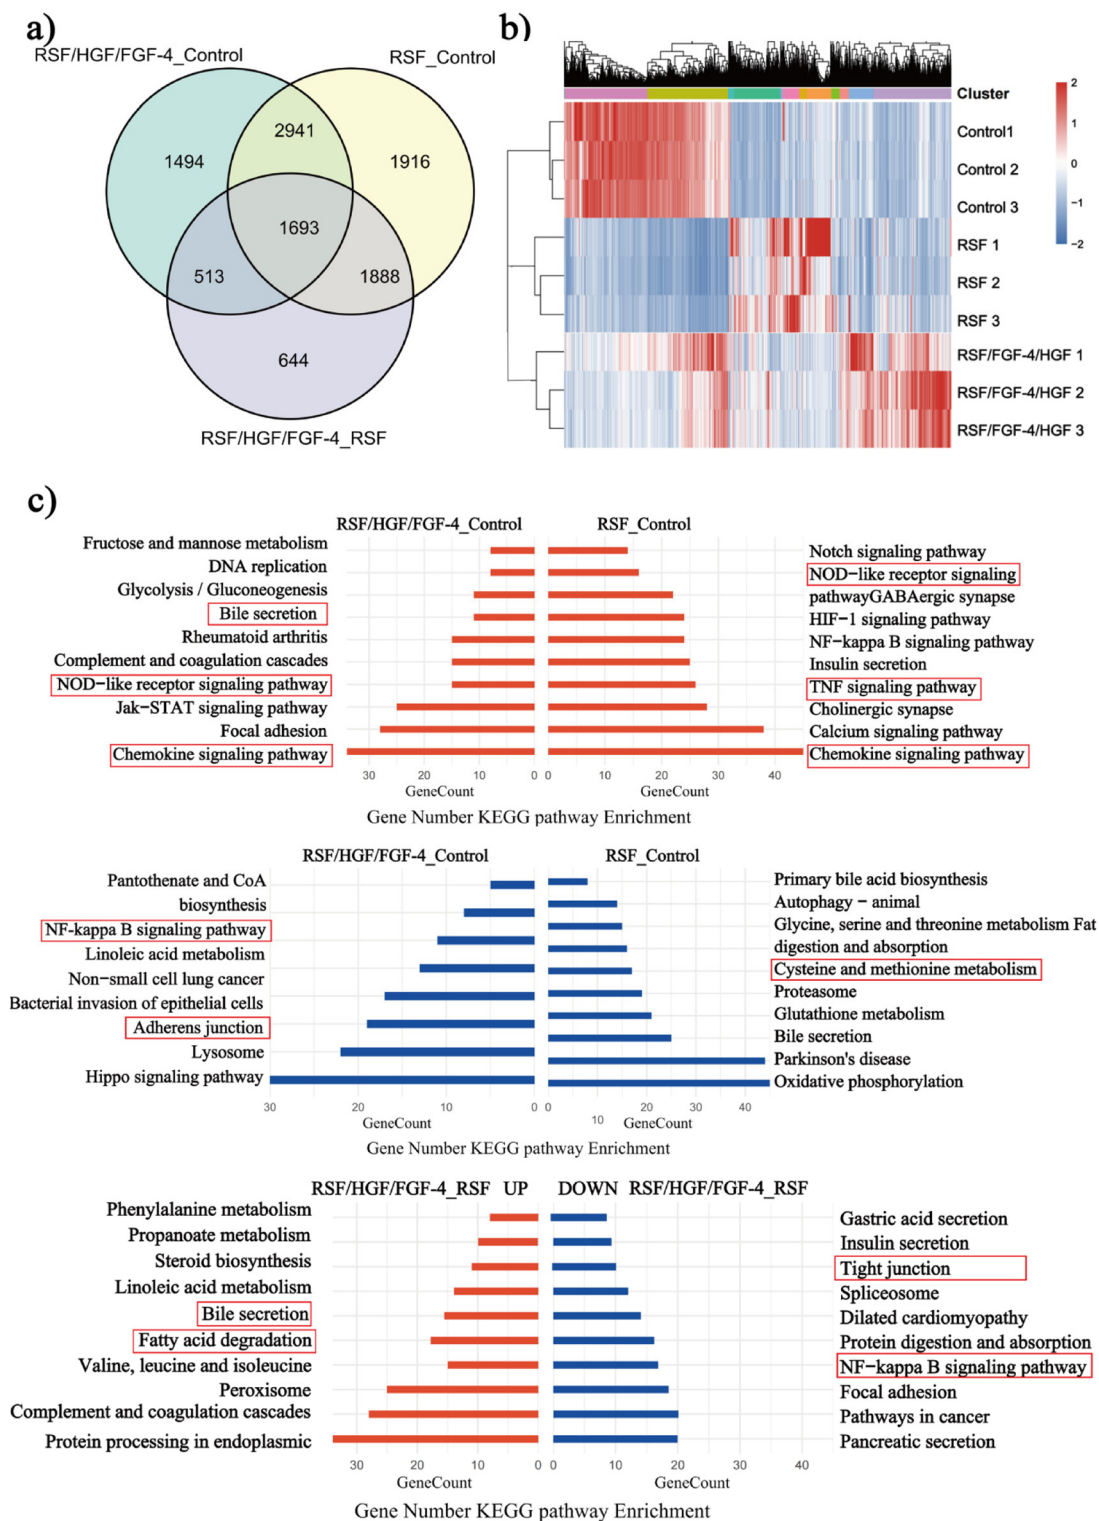 a)
RSF/HGF/FGF-4_Control
RSF_Control
2941
1494
1916
1693
513
1888
644
RSF/HGF/FGF-4_RSF
b)
Cluster
Control1
Control 2
Control 3
RSF 1
RSF 2
RSF 3
RSF/FGF-4/HGF 1
RSF/FGF-4/HGF 2
RSF/FGF-4/HGF 3
2
1
0
−1
−2
c)
RSF/HGF/FGF-4_Control
Fructose and mannose metabolism
DNA replication
Glycolysis / Gluconeogenesis
Bile secretion
Rheumatoid arthritis
Complement and coagulation cascades
NOD−like receptor signaling pathway
Jak−STAT signaling pathway
Focal adhesion
Chemokine signaling pathway
30 20 10 0
GeneCount
RSF_Control
Notch signaling pathway
NOD−like receptor signaling
pathwayGABAergic synapse
HIF−1 signaling pathway
NF−kappa B signaling pathway
Insulin secretion
TNF signaling pathway
Cholinergic synapse
Calcium signaling pathway
Chemokine signaling pathway
0 10 20 30 40
GeneCount
Gene Number KEGG pathway Enrichment
RSF/HGF/FGF-4_Control
Pantothenate and CoA
biosynthesis
NF-kappa B signaling pathway
Linoleic acid metabolism
Non−small cell lung cancer
Bacterial invasion of epithelial cells
Adherens junction
Lysosome
Hippo signaling pathway
30 20 10 0
GeneCount
RSF_Control
Primary bile acid biosynthesis
Autophagy − animal
Glycine, serine and threonine metabolism Fat
digestion and absorption
Cysteine and methionine metabolism
Proteasome
Glutathione metabolism
Bile secretion
Parkinson's disease
Oxidative phosphorylation
0 10 20 30 40
GeneCount
Gene Number KEGG pathway Enrichment
RSF/HGF/FGF-4_RSF UP
Phenylalanine metabolism
Propanoate metabolism
Steroid biosynthesis
Linoleic acid metabolism
Bile secretion
Fatty acid degradation
Valine, leucine and isoleucine
Peroxisome
Complement and coagulation cascades
Protein processing in endoplasmic
30 20 10 0
GeneCount
DOWN RSF/HGF/FGF-4_RSF
Gastric acid secretion
Insulin secretion
Tight junction
Spliceosome
Dilated cardiomyopathy
Protein digestion and absorption
NF−kappa B signaling pathway
Focal adhesion
Pathways in cancer
Pancreatic secretion
0 10 20 30 40
GeneCount
Gene Number KEGG pathway Enrichment